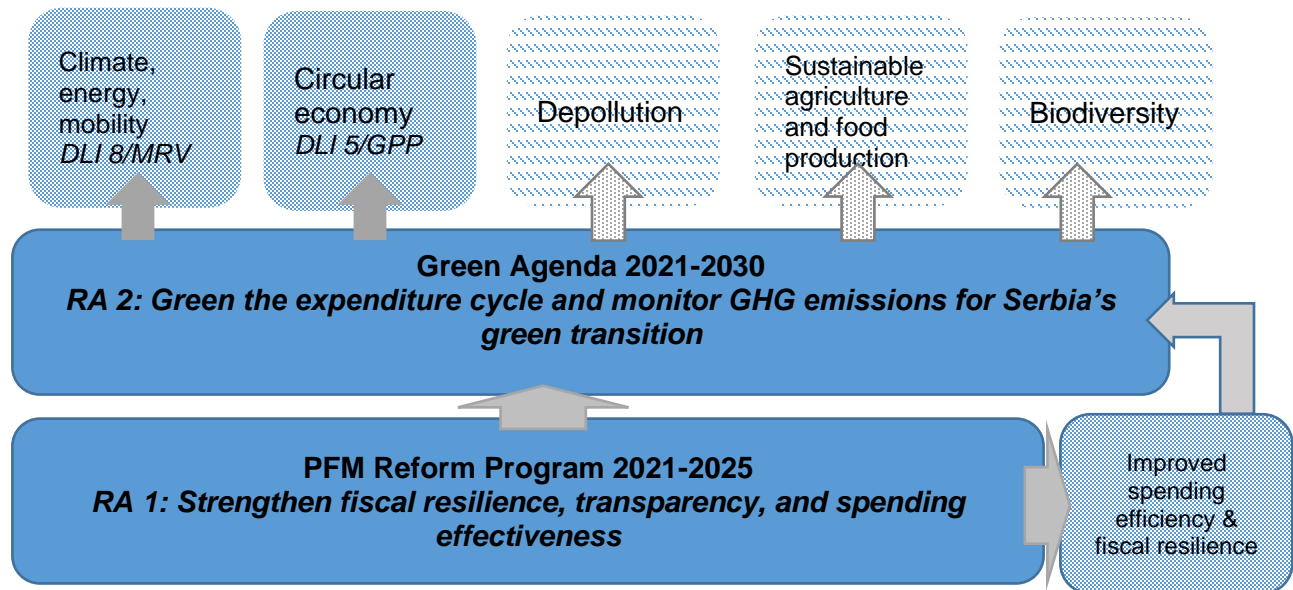 Climate,
energy,
mobility
DLI 8/MRV
Circular
economy
DLI 5/GPP
Depollution
Sustainable
agriculture
and food
production
Biodiversity
Green Agenda 2021-2030
RA 2: Green the expenditure cycle and monitor GHG emissions for Serbia’s
green transition
PFM Reform Program 2021-2025
RA 1: Strengthen fiscal resilience, transparency, and spending
effectiveness
Improved
spending
efficiency &
fiscal resilience